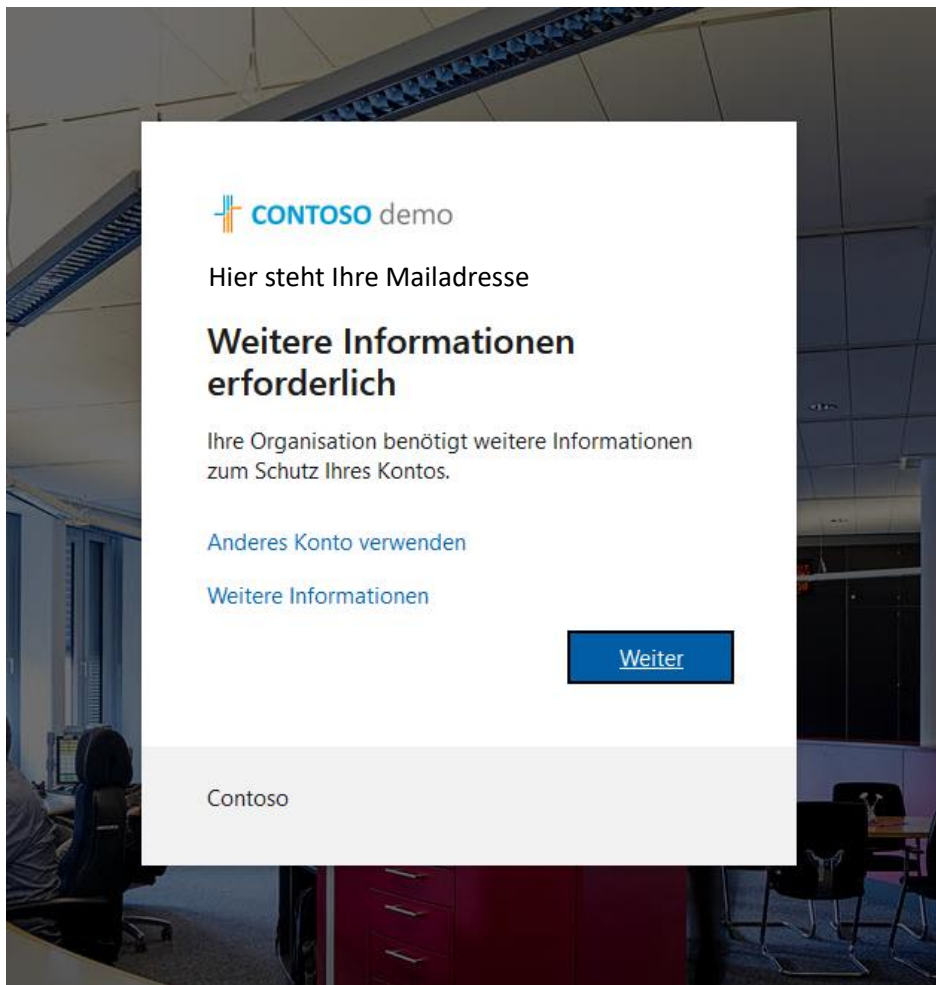 CONTOSO demo
Hier steht Ihre Mailadresse
Weitere Informationen
erforderlich
Ihre Organisation benötigt weitere Informationen
zum Schutz Ihres Kontos.
Anderes Konto verwenden
Weitere Informationen
Weiter
Contoso